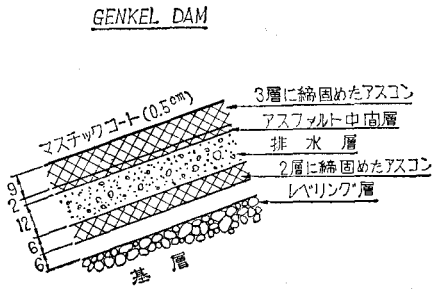 GENKEL DAM
マスチックコート(0.5cm)
3層に締固めたアスコン
アスファルト中間層
排水層
2層に締固めたアスコン
レベリング層
9
2
12
6
6
基層